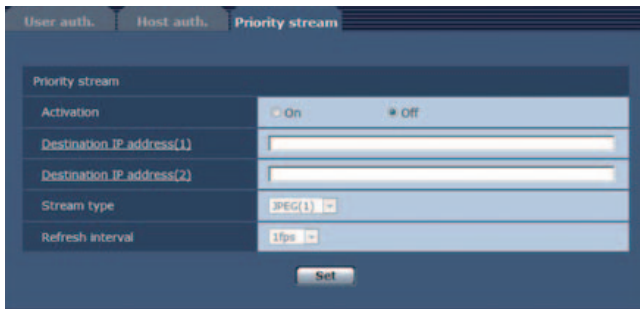 User auth. Host auth. Priority stream
Priority stream
Activation On Off
Destination IP address(1)
Destination IP address(2)
Stream type JPEG(1)
Refresh interval 1fps
Set